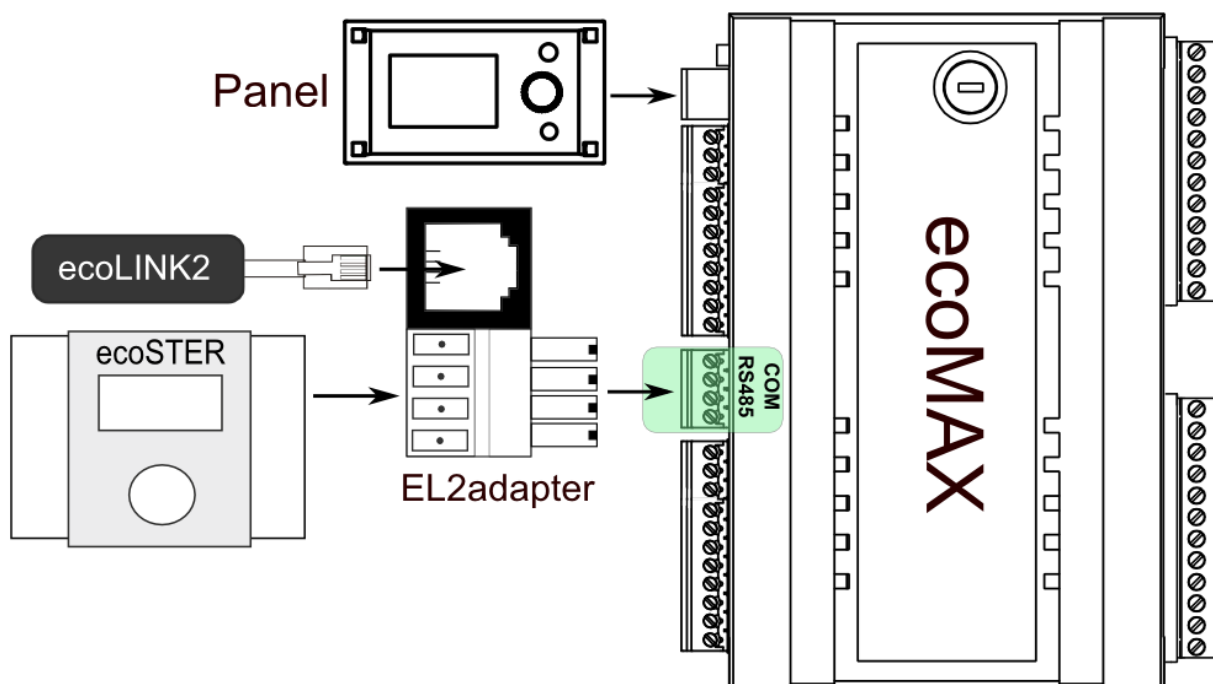 Panel
ecoLINK2
ecoSTER
EL2adapter
COM
RS485
ecoMAX